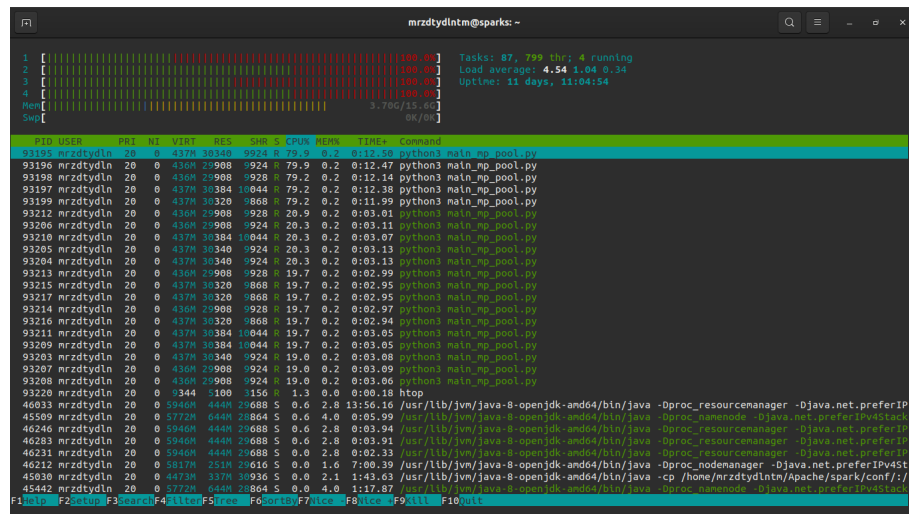 mrzdtydlntm@sparks: ~
1 [||||||||||||||||||||||||||||||||||||||||||||||||||||100.0%] Tasks: 87, 799 thr; 4 running
2 [||||||||||||||||||||||||||||||||||||||||||||||||||||100.0%] Load average: 4.54 1.04 0.34
3 [||||||||||||||||||||||||||||||||||||||||||||||||||||100.0%] Uptime: 11 days, 11:04:54
4 [||||||||||||||||||||||||||||||||||||||||||||||||||||100.0%]
Mem[||||||||||||||||||||||||||||||||||||||||| 3.70G/15.6G]
Swp[ 0K/0K]
PID USER PRI NI VIRT RES SHR S CPU% MEM% TIME+ Command
93195 mrzdtydln 20 0 437M 30340 9924 R 79.9 0.2 0:12.50 python3 main_mp_pool.py
93196 mrzdtydln 20 0 436M 29908 9924 R 79.9 0.2 0:12.47 python3 main_mp_pool.py
93198 mrzdtydln 20 0 436M 29908 9928 R 79.2 0.2 0:12.14 python3 main_mp_pool.py
93197 mrzdtydln 20 0 437M 30384 10044 R 79.2 0.2 0:12.38 python3 main_mp_pool.py
93199 mrzdtydln 20 0 437M 30320 9868 R 79.2 0.2 0:11.99 python3 main_mp_pool.py
93212 mrzdtydln 20 0 436M 29908 9928 R 20.9 0.2 0:03.01 python3 main_mp_pool.py
93206 mrzdtydln 20 0 436M 29908 9924 R 20.3 0.2 0:03.11 python3 main_mp_pool.py
93210 mrzdtydln 20 0 437M 30384 10044 R 20.3 0.2 0:03.07 python3 main_mp_pool.py
93205 mrzdtydln 20 0 437M 30340 9924 R 20.3 0.2 0:03.13 python3 main_mp_pool.py
93204 mrzdtydln 20 0 437M 30340 9924 R 20.3 0.2 0:03.13 python3 main_mp_pool.py
93213 mrzdtydln 20 0 436M 29908 9928 R 19.7 0.2 0:02.99 python3 main_mp_pool.py
93215 mrzdtydln 20 0 437M 30320 9868 R 19.7 0.2 0:02.95 python3 main_mp_pool.py
93217 mrzdtydln 20 0 437M 30320 9868 R 19.7 0.2 0:02.95 python3 main_mp_pool.py
93214 mrzdtydln 20 0 436M 29908 9928 R 19.7 0.2 0:02.97 python3 main_mp_pool.py
93216 mrzdtydln 20 0 437M 30320 9868 R 19.7 0.2 0:02.94 python3 main_mp_pool.py
93211 mrzdtydln 20 0 437M 30384 10044 R 19.7 0.2 0:03.05 python3 main_mp_pool.py
93209 mrzdtydln 20 0 437M 30384 10044 R 19.7 0.2 0:03.05 python3 main_mp_pool.py
93203 mrzdtydln 20 0 437M 30340 9924 R 19.0 0.2 0:03.08 python3 main_mp_pool.py
93207 mrzdtydln 20 0 436M 29908 9924 R 19.0 0.2 0:03.09 python3 main_mp_pool.py
93208 mrzdtydln 20 0 436M 29908 9924 R 19.0 0.2 0:03.06 python3 main_mp_pool.py
93220 mrzdtydln 20 0 9344 5100 3156 R 1.3 0.0 0:00.18 htop
46033 mrzdtydln 20 0 5946M 444M 29688 S 0.6 2.8 13:56.16 /usr/lib/jvm/java-8-openjdk-amd64/bin/java -Dproc_resourcemanager -Djava.net.preferIP
45509 mrzdtydln 20 0 5772M 644M 28864 S 0.6 4.0 0:05.99 /usr/lib/jvm/java-8-openjdk-amd64/bin/java -Dproc_namenode -Djava.net.preferIPv4Stack
46246 mrzdtydln 20 0 5946M 444M 29688 S 0.6 2.8 0:03.94 /usr/lib/jvm/java-8-openjdk-amd64/bin/java -Dproc_resourcemanager -Djava.net.preferIP
46283 mrzdtydln 20 0 5946M 444M 29688 S 0.6 2.8 0:03.91 /usr/lib/jvm/java-8-openjdk-amd64/bin/java -Dproc_resourcemanager -Djava.net.preferIP
46231 mrzdtydln 20 0 5946M 444M 29688 S 0.0 2.8 0:02.33 /usr/lib/jvm/java-8-openjdk-amd64/bin/java -Dproc_resourcemanager -Djava.net.preferIP
46212 mrzdtydln 20 0 5817M 251M 29616 S 0.0 1.6 7:00.39 /usr/lib/jvm/java-8-openjdk-amd64/bin/java -Dproc_nodemanager -Djava.net.preferIPv4St
45030 mrzdtydln 20 0 4473M 337M 30936 S 0.0 2.1 1:43.63 /usr/lib/jvm/java-8-openjdk-amd64/bin/java -cp /home/mrzdtydlntm/Apache/spark/conf/:/
45442 mrzdtydln 20 0 5772M 644M 28864 S 0.0 4.0 1:17.87 /usr/lib/jvm/java-8-openjdk-amd64/bin/java -Dproc_namenode -Djava.net.preferIPv4Stack
F1Help F2Setup F3SearchF4FilterF5Tree F6SortByF7Nice -F8Nice +F9Kill F10Quit